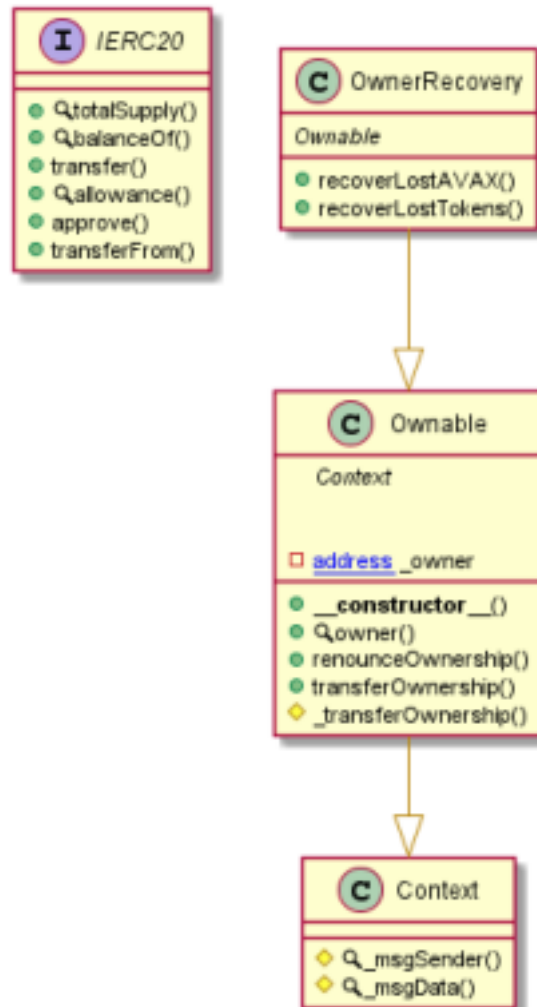 I IERC20
totalSupply()
balanceOf()
transfer()
allowance()
approve()
transferFrom()
C OwnerRecovery
Ownable
recoverLostAVAX()
recoverLostTokens()
C Ownable
Context
address _owner
__constructor__()
owner()
renounceOwnership()
transferOwnership()
_transferOwnership()
C Context
_msgSender()
_msgData()